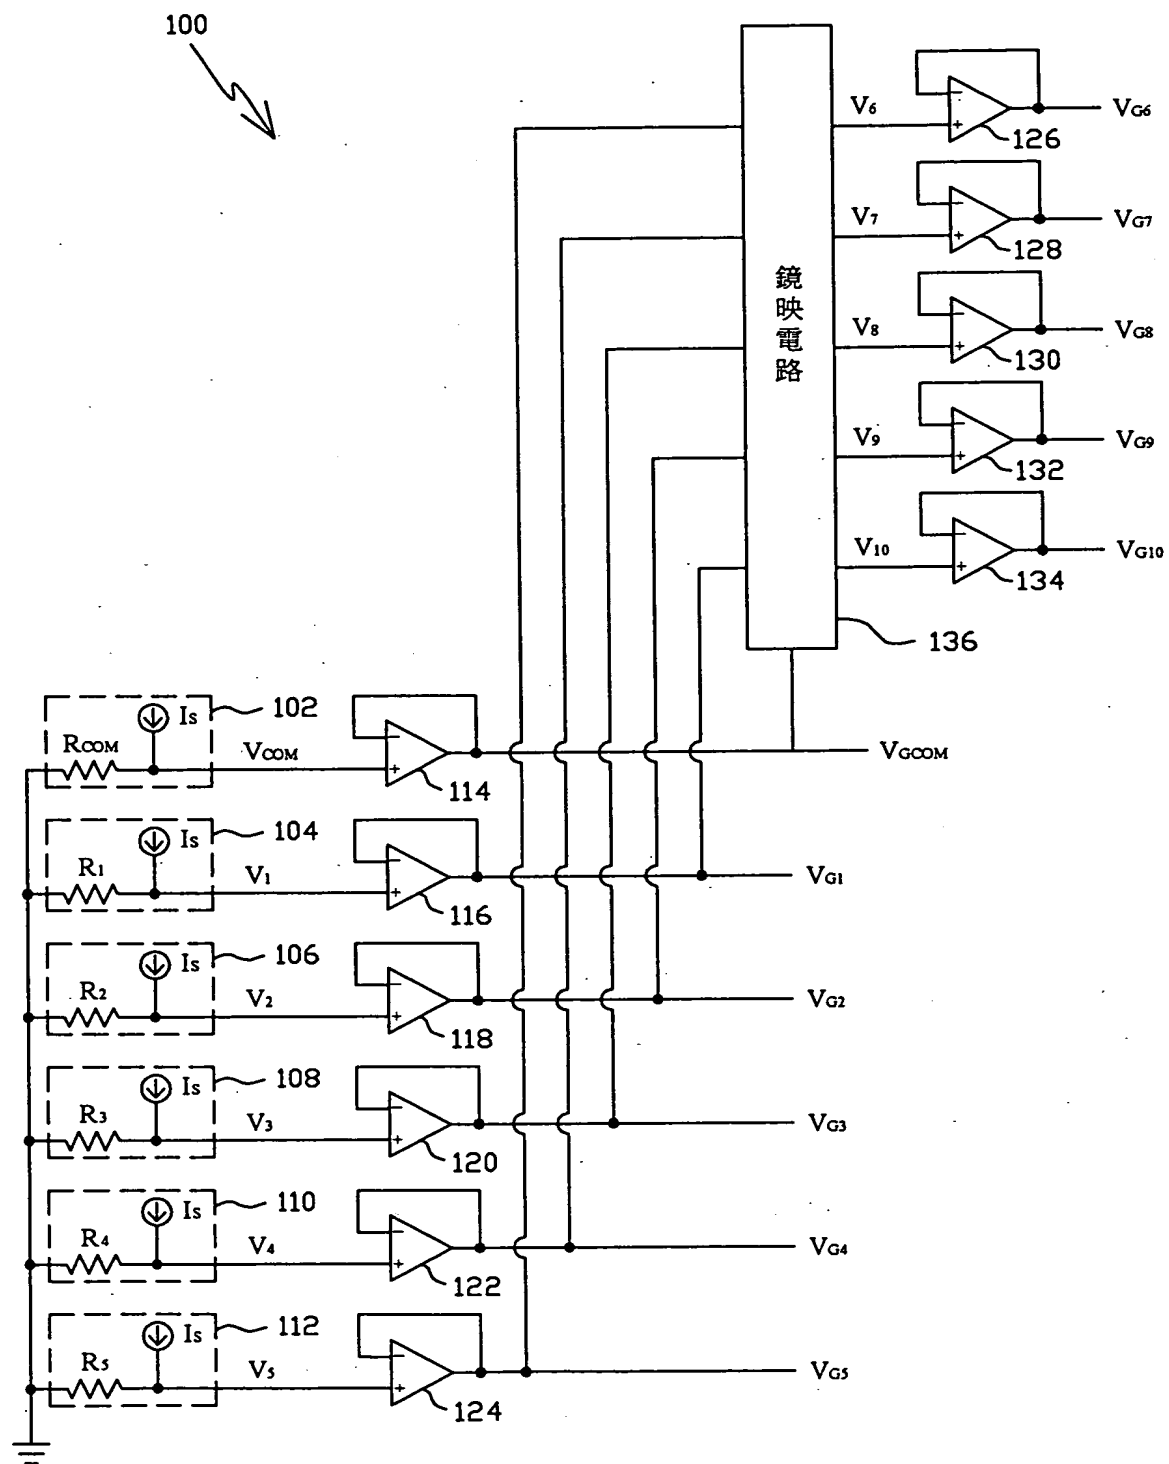 100
V6
VG6
126
V7
VG7
128
鏡映電路
V8
VG8
130
V9
VG9
132
V10
VG10
134
136
102
Is
RCOM
VCOM
VGCOM
114
104
Is
R1
V1
VG1
116
106
Is
R2
V2
VG2
118
108
Is
R3
V3
VG3
120
110
Is
R4
V4
VG4
122
112
Is
R5
V5
VG5
124